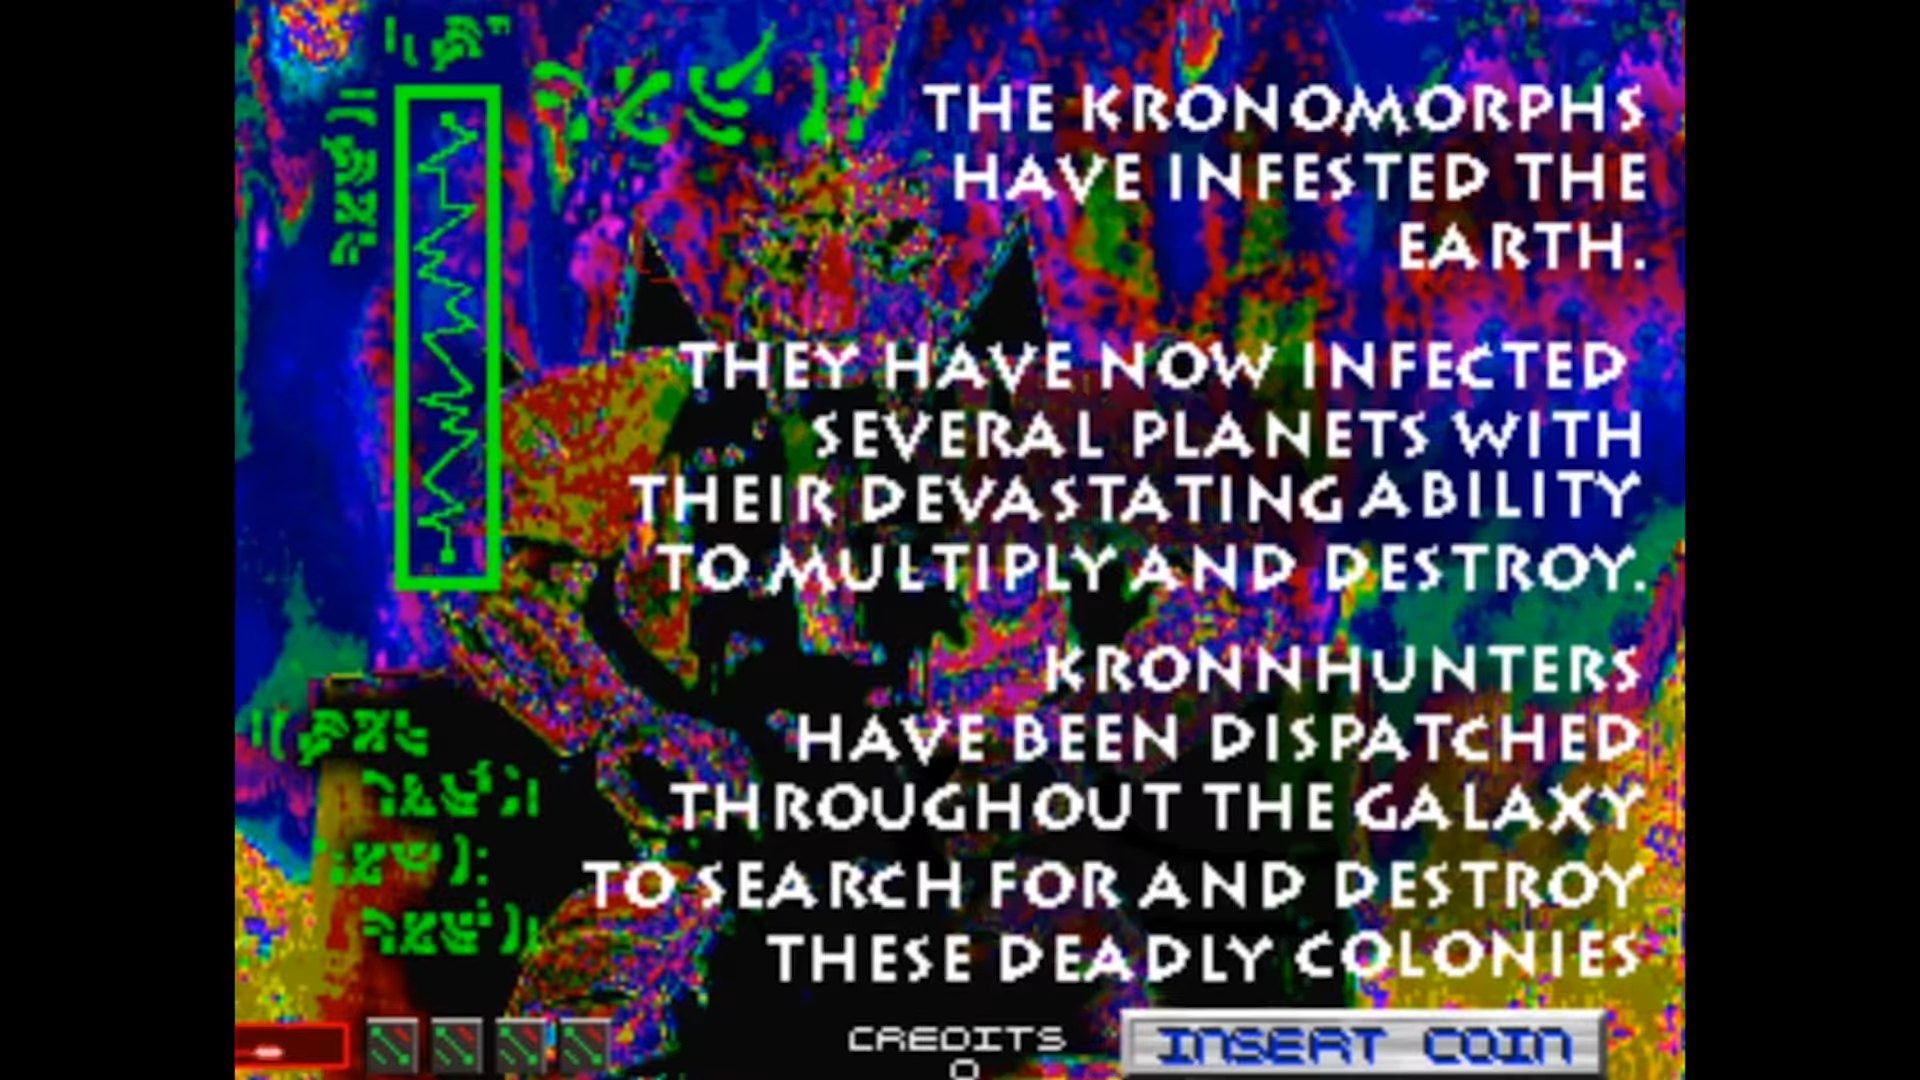 THE KRONOMORPHS
HAVE INFESTED THE
EARTH.
THEY HAVE NOW INFECTED
SEVERAL PLANETS WITH
THEIR DEVASTATING ABILITY
TO MULTIPLY AND DESTROY.
KRONNHUNTERS
HAVE BEEN DISPATCHED
THROUGHOUT THE GALAXY
TO SEARCH FOR AND DESTROY
THESE DEADLY COLONIES
CREDITS
0
INSERT COIN